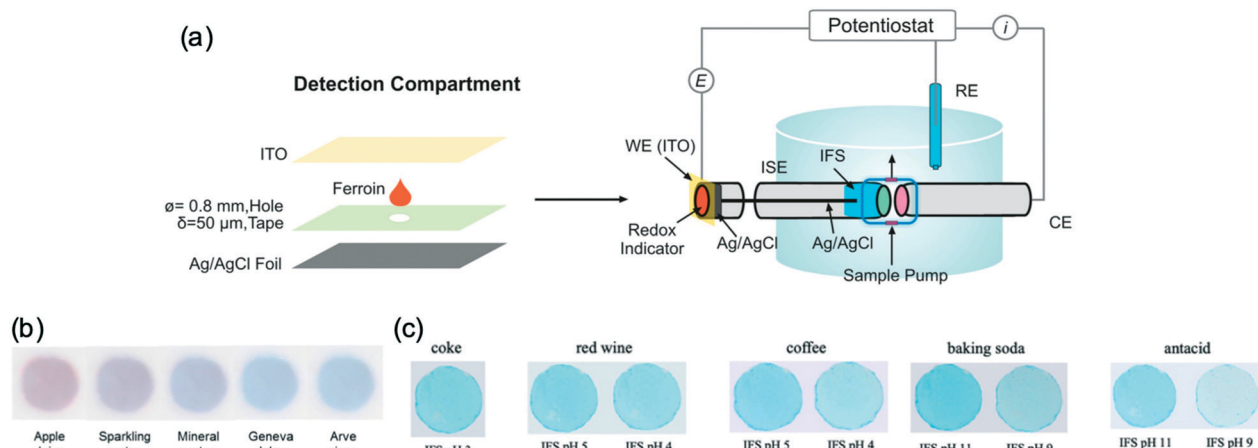 (a)
Detection Compartment
ITO
Ferroin
ø= 0.8 mm,Hole
δ=50 µm,Tape
Ag/AgCl Foil
Potentiostat
i
E
RE
WE (ITO)
ISE
IFS
Redox
Indicator
Ag/AgCl
Ag/AgCl
CE
Sample Pump
(b)
Apple
Sparkling
Mineral
Geneva
Arve
(c)
coke
red wine
coffee
baking soda
antacid
IFS pH 5
IFS pH 4
IFS pH 5
IFS pH 4
IFS pH 11
IFS pH 9
IFS pH 11
IFS pH 9